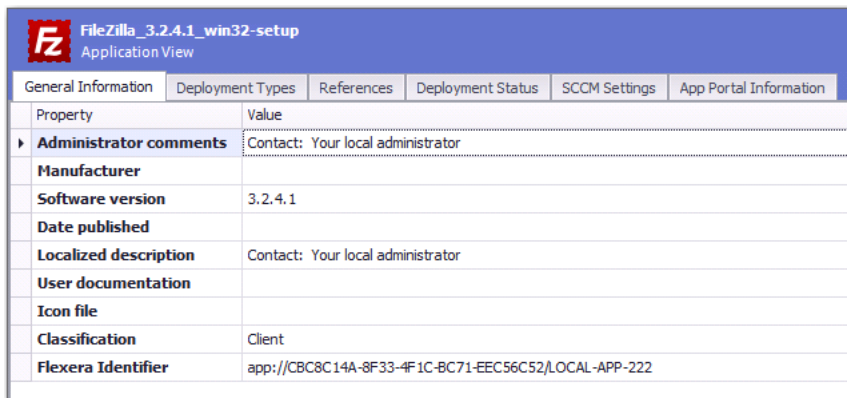 Fz
FileZilla_3.2.4.1_win32-setup
Application View
General Information Deployment Types References Deployment Status SCCM Settings App Portal Information
Property Value
Administrator comments Contact: Your local administrator
Manufacturer
Software version 3.2.4.1
Date published
Localized description Contact: Your local administrator
User documentation
Icon file
Classification Client
Flexera Identifier app://CBC8C14A-8F33-4F1C-BC71-EEC56C52/LOCAL-APP-222